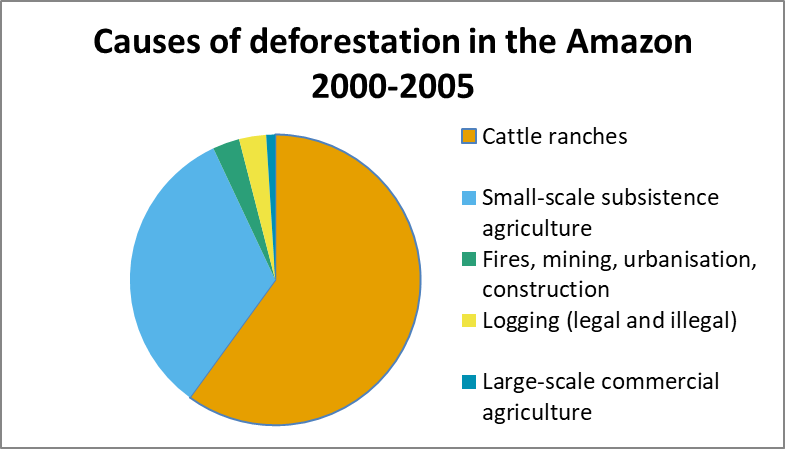 Causes of deforestation in the Amazon
2000-2005
Cattle ranches
Small-scale subsistence
agriculture
Fires, mining, urbanisation,
construction
Logging (legal and illegal)
Large-scale commercial
agriculture